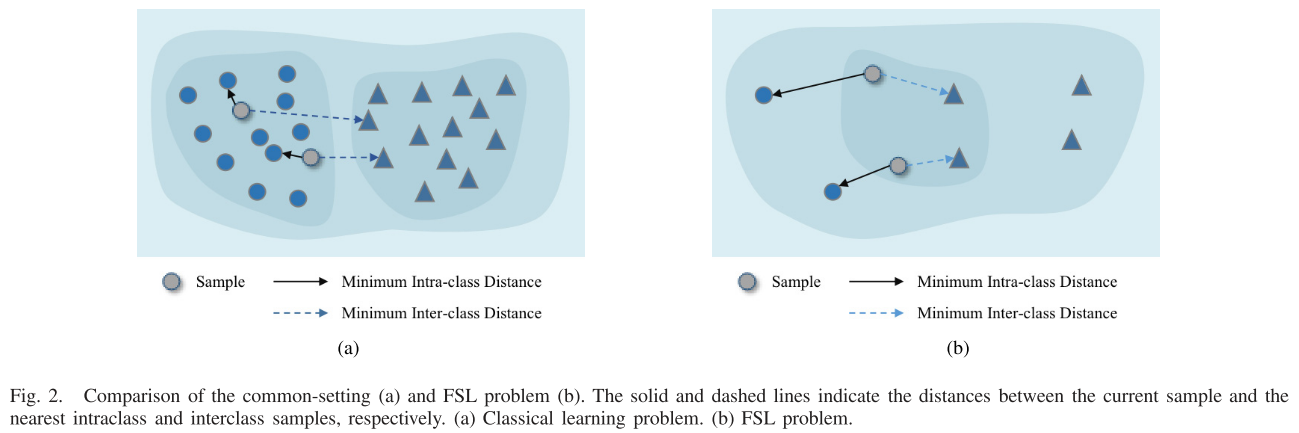 Sample
Minimum Intra-class Distance
Minimum Inter-class Distance
(a)
Sample
Minimum Intra-class Distance
Minimum Inter-class Distance
(b)
Fig. 2. Comparison of the common-setting (a) and FSL problem (b). The solid and dashed lines indicate the distances between the current sample and the
nearest intraclass and interclass samples, respectively. (a) Classical learning problem. (b) FSL problem.